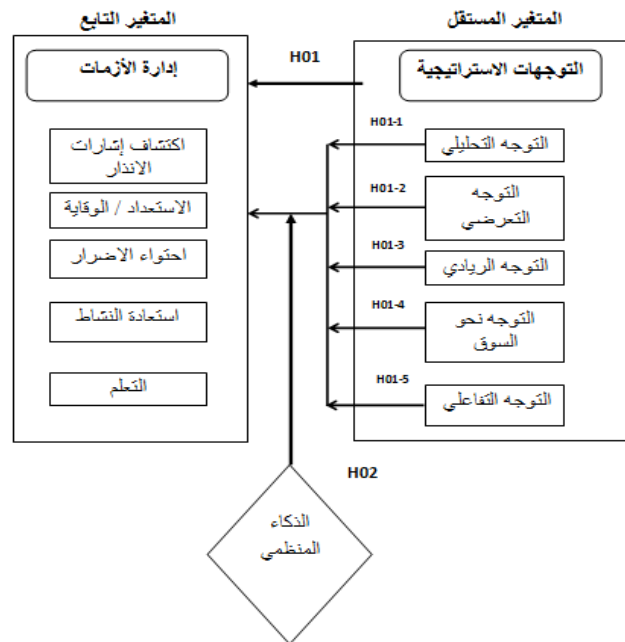 المتغير المستقل
المتغير التابع
التوجهات الاستراتيجية
H01
إدارة الأزمات
H01-1
التوجه التحليلي
H01-2
التوجه
التعرضي
H01-3
التوجه الريادي
H01-4
التوجه نحو
السوق
H01-5
التوجه التفاعلي
اكتشاف إشارات
الانذار
الاستعداد / الوقاية
احتواء الاضرار
استعادة النشاط
التعلم
H02
الذكاء
المنظمي